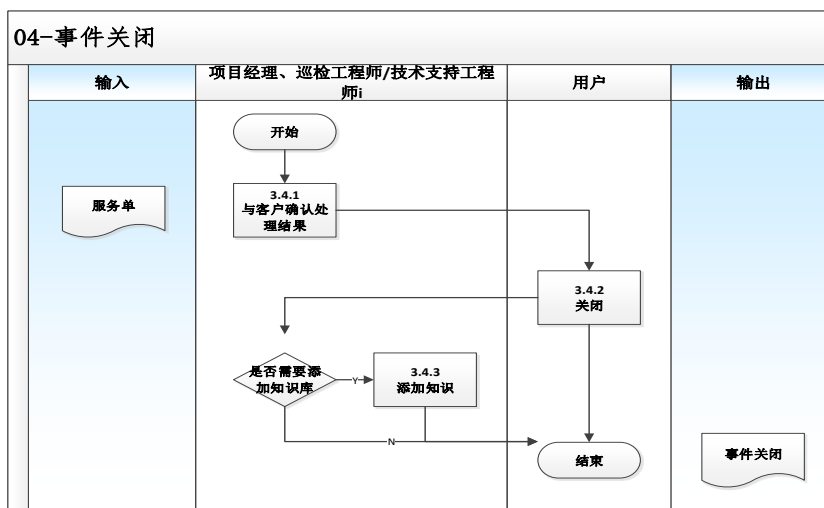 04-事件关闭
输入
项目经理、巡检工程师/技术支持工程
师i
用户
输出
开始
服务单
3.4.1
与客户确认处
理结果
3.4.2
关闭
是否需要添
加知识库
Y
3.4.3
添加知识
N
结束
事件关闭